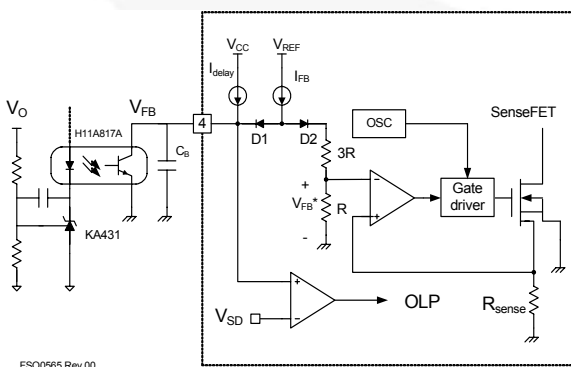 VCC
VREF
Idelay
IFB
VO
H11A817A
VFB
4
CB
D1
D2
3R
OSC
SenseFET
+
VFB*
-
R
−
+
Gate
driver
KA431
+
−
VSD
OLP
Rsense
FSQ0565 Rev.00